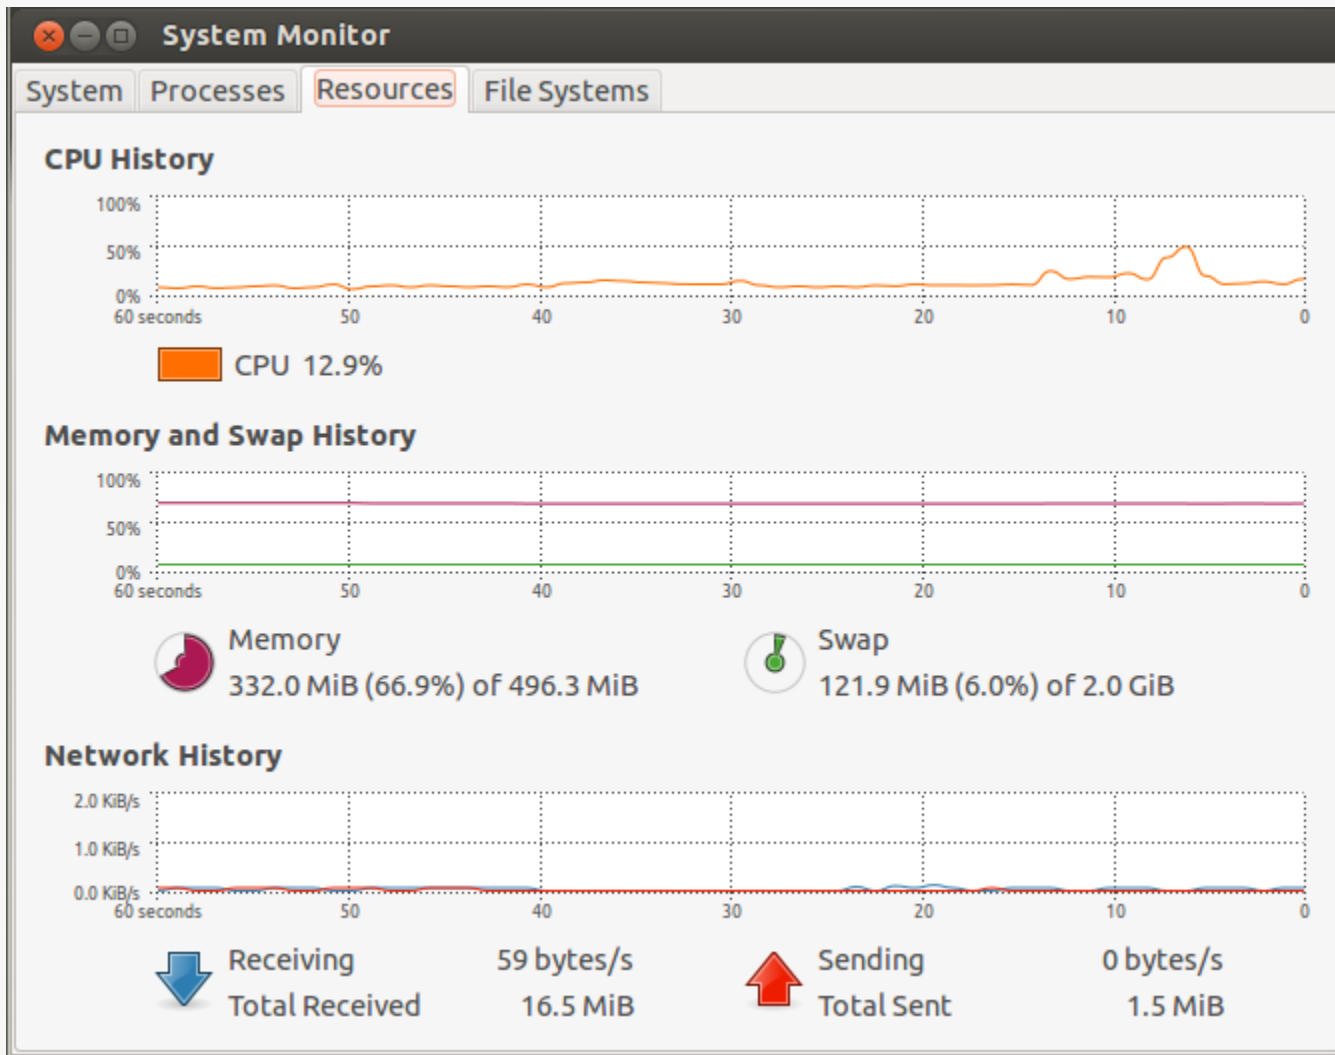 System Monitor
System Processes Resources File Systems
CPU History
100%
50%
0%
60 seconds 50 40 30 20 10 0
CPU 12.9%
Memory and Swap History
100%
50%
0%
60 seconds 50 40 30 20 10 0
Memory Swap
332.0 MiB (66.9%) of 496.3 MiB 121.9 MiB (6.0%) of 2.0 GiB
Network History
2.0 KiB/s
1.0 KiB/s
0.0 KiB/s
60 seconds 50 40 30 20 10 0
Receiving 59 bytes/s Sending 0 bytes/s
Total Received 16.5 MiB Total Sent 1.5 MiB